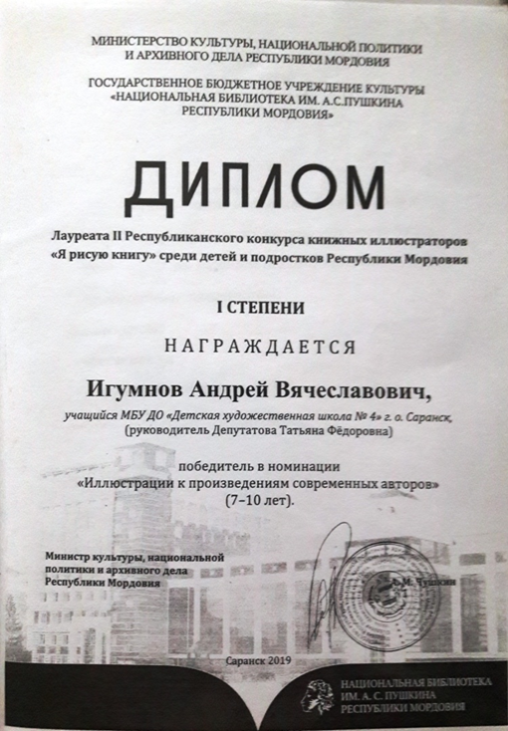 МИНИСТЕРСТВО КУЛЬТУРЫ, НАЦИОНАЛЬНОЙ ПОЛИТИКИ
И АРХИВНОГО ДЕЛА РЕСПУБЛИКИ МОРДОВИЯ
ГОСУДАРСТВЕННОЕ БЮДЖЕТНОЕ УЧРЕЖДЕНИЕ КУЛЬТУРЫ
«НАЦИОНАЛЬНАЯ БИБЛИОТЕКА ИМ. А.С.ПУШКИНА
РЕСПУБЛИКИ МОРДОВИЯ»
ДИПЛОМ
Лауреата II Республиканского конкурса книжных иллюстраторов
«Я рисую книгу» среди детей и подростков Республики Мордовия
I СТЕПЕНИ
НАГРАЖДАЕТСЯ
Игумнов Андрей Вячеславович,
учащийся МБУ ДО «Детская художественная школа № 4» г. о. Саранск,
(руководитель Депутатова Татьяна Фёдоровна)
победитель в номинации
«Иллюстрации к произведениям современных авторов»
(7–10 лет).
Министр культуры, национальной
политики и архивного дела
Республики Мордовия
Чушкин
Саранск 2019
НАЦИОНАЛЬНАЯ БИБЛИОТЕКА
ИМ. А. С. ПУШКИНА
РЕСПУБЛИКИ МОРДОВИЯ